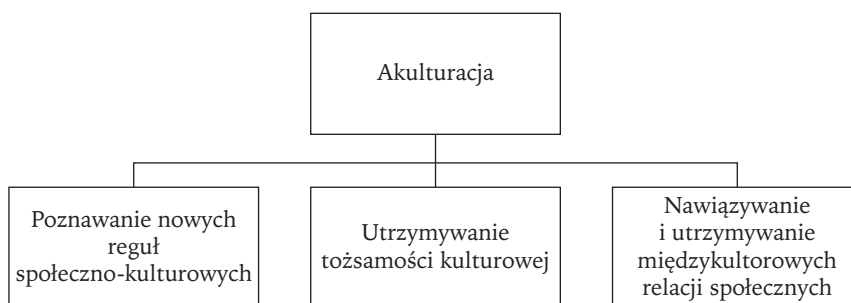 Akulturacja
Poznawanie nowych
reguł
społeczno-kulturowych
Utrzymywanie
tożsamości kulturowej
Nawiązywanie
i utrzymywanie
międzykultorowych
relacji społecznych